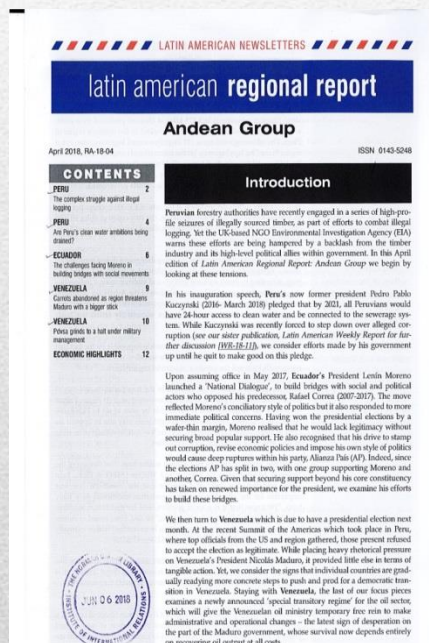 LATIN AMERICAN NEWSLETTERS
latin american regional report
Andean Group
April 2018, RA-18-04
ISSN 0143-5248
CONTENTS
PERU 2
The complex struggle against illegal
logging
PERU 4
Are Peru's clean water ambitions being
drained?
ECUADOR 6
The challenges facing Moreno in
building bridges with social movements
VENEZUELA 9
Carrots abandoned as region threatens
Maduro with a bigger stick
VENEZUELA 10
Pdvsa grinds to a halt under military
management
ECONOMIC HIGHLIGHTS 12
Introduction
Peruvian forestry authorities have recently engaged in a series of high-pro-
file seizures of illegally sourced timber, as part of efforts to combat illegal
logging. Yet the UK-based NGO Environmental Investigation Agency (EIA)
warns these efforts are being hampered by a backlash from the timber
industry and its high-level political allies within government. In this April
edition of Latin American Regional Report: Andean Group we begin by
looking at these tensions.
In his inauguration speech, Peru's now former president Pedro Pablo
Kuczynski (2016- March 2018) pledged that by 2021, all Peruvians would
have 24-hour access to clean water and be connected to the sewerage sys-
tem. While Kuczynski was recently forced to step down over alleged cor-
ruption (see our sister publication, Latin American Weekly Report for fur-
ther discussion [WR-18-11]), we consider efforts made by his government
up until he quit to make good on this pledge.
Upon assuming office in May 2017, Ecuador's President Lenín Moreno
launched a 'National Dialogue', to build bridges with social and political
actors who opposed his predecessor, Rafael Correa (2007-2017). The move
reflected Moreno's conciliatory style of politics but it also responded to more
immediate political concerns. Having won the presidential elections by a
wafer-thin margin, Moreno realised that he would lack legitimacy without
securing broad popular support. He also recognised that his drive to stamp
out corruption, revise economic policies and impose his own style of politics
would cause deep ruptures within his party, Alianza País (AP). Indeed, since
the elections AP has split in two, with one group supporting Moreno and
another, Correa. Given that securing support beyond his core constituency
has taken on renewed importance for the president, we examine his efforts
to build these bridges.
We then turn to Venezuela which is due to have a presidential election next
month. At the recent Summit of the Americas which took place in Peru,
where top officials from the US and region gathered, those present refused
to accept the election as legitimate. While placing heavy rhetorical pressure
on Venezuela's President Nicolás Maduro, it provided little else in terms of
tangible action. Yet, we consider the signs that individual countries are grad-
ually readying more concrete steps to push and prod for a democratic tran-
sition in Venezuela. Staying with Venezuela, the last of our focus pieces
examines a newly announced 'special transitory regime' for the oil sector,
which will give the Venezuelan oil ministry temporary free rein to make
administrative and operational changes – the latest sign of desperation on
the part of the Maduro government, whose survival now depends entirely
on recovering oil output at all costs.
LIBRARY
JUN 06 2018
INSTITUTE OF INTERNATIONAL